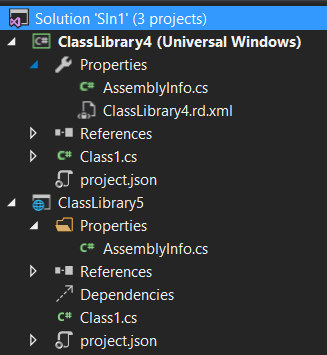 Solution 'Sln1' (3 projects)
C# ClassLibrary4 (Universal Windows)
Properties
C# AssemblyInfo.cs
ClassLibrary4.rd.xml
References
C# Class1.cs
project.json
ClassLibrary5
Properties
C# AssemblyInfo.cs
References
Dependencies
C# Class1.cs
project.json